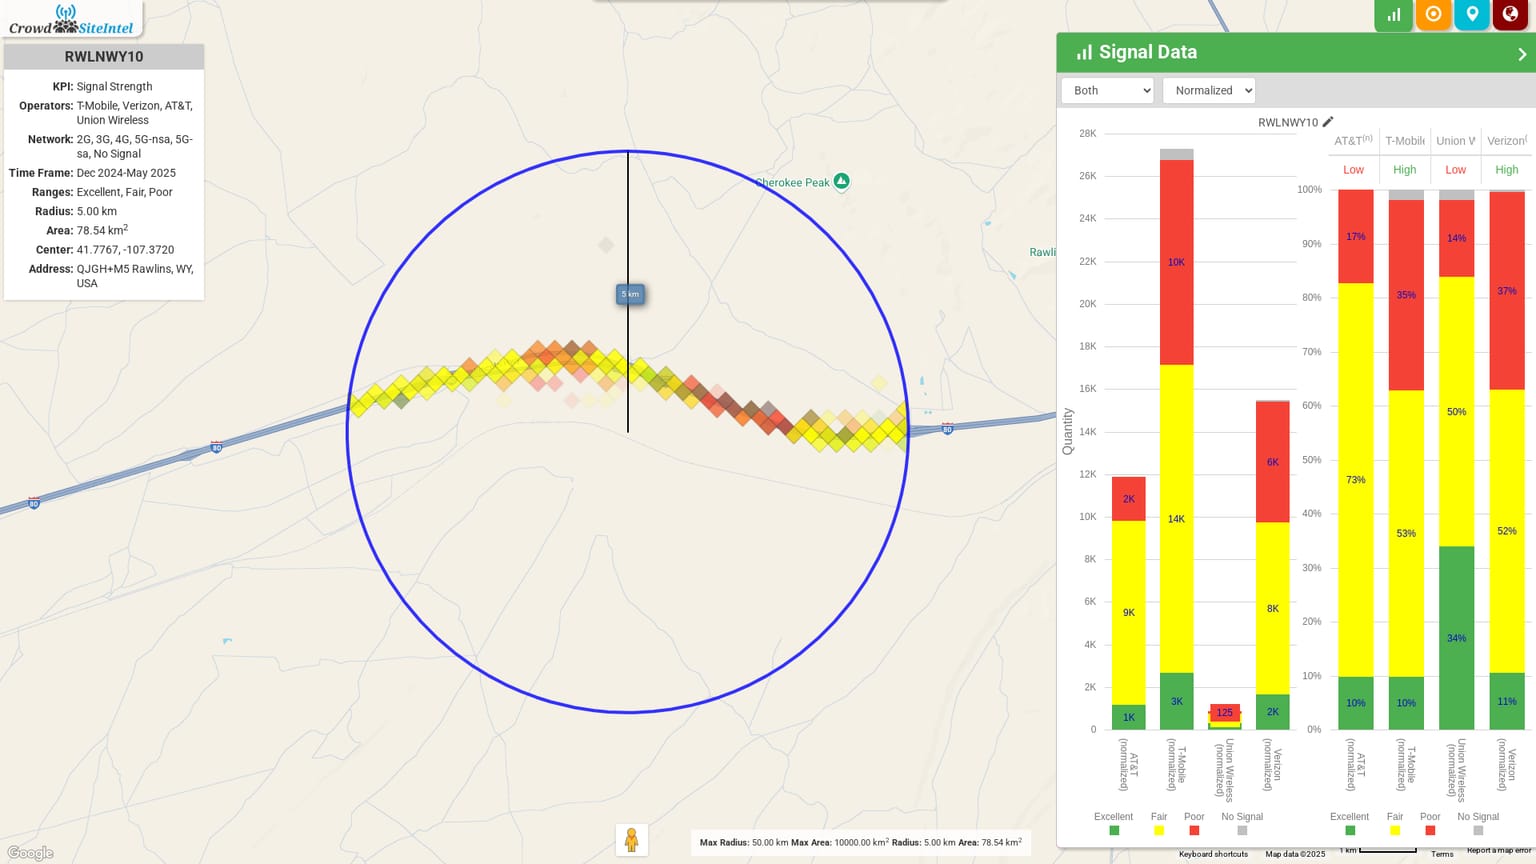 Crowd SiteIntel
RWLNWY10
KPI: Signal Strength
Operators: T-Mobile, Verizon, AT&T,
Union Wireless
Network: 2G, 3G, 4G, 5G-nsa, 5G-
sa, No Signal
Time Frame: Dec 2024-May 2025
Ranges: Excellent, Fair, Poor
Radius: 5.00 km
Area: 78.54 km2
Center: 41.7767, -107.3720
Address: QJGH+M5 Rawlins, WY,
USA
Cherokee Peak
Rawli
5 km
80
80
80
Google
Max Radius: 50.00 km Max Area: 10000.00 km2 Radius: 5.00 km Area: 78.54 km2
Signal Data
Both
Normalized
RWLNWY10
Quantity
28K
26K
24K
22K
20K
18K
16K
14K
12K
10K
8K
6K
4K
2K
0
2K
9K
1K
10K
14K
3K
125
6K
8K
2K
AT&T
(normalized)
T-Mobile
(normalized)
Union Wireless
(normalized)
Verizon
(normalized)
Excellent Fair Poor No Signal
AT&T(n) T-Mobile Union W Verizon(
Low High Low High
100%
90%
80%
70%
60%
50%
40%
30%
20%
10%
0%
17%
73%
10%
35%
53%
10%
14%
50%
34%
37%
52%
11%
AT&T
(normalized)
T-Mobile
(normalized)
Union Wireless
(normalized)
Verizon
(normalized)
Excellent Fair Poor No Signal
Keyboard shortcuts Map data ©2025 1 km Terms Report a map error